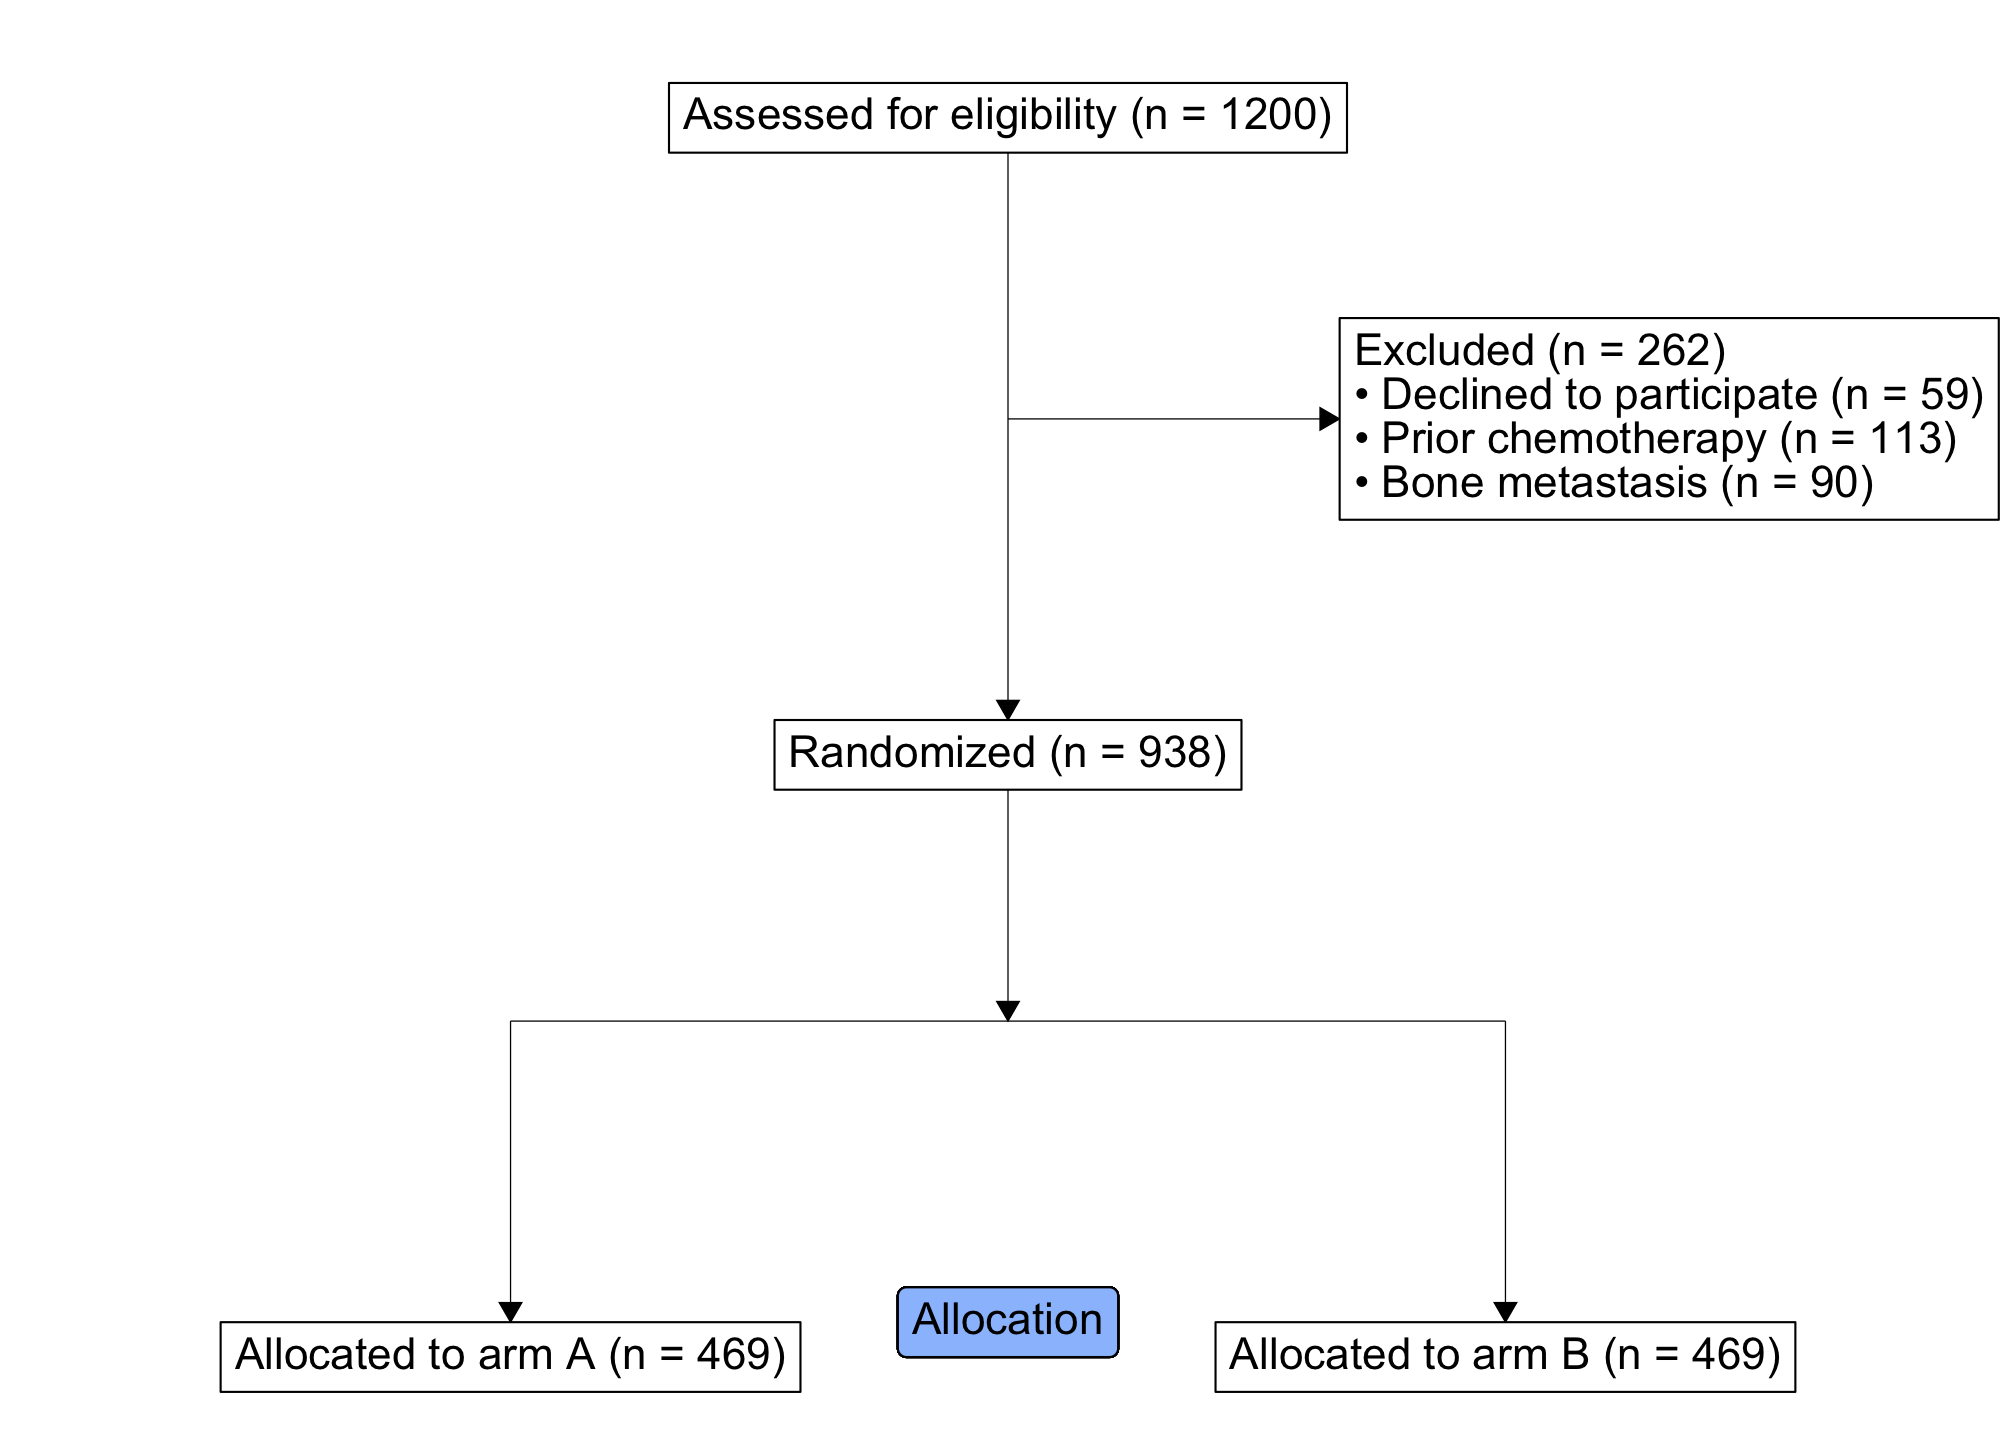 Assessed for eligibility (n = 1200)
Excluded (n = 262)
• Declined to participate (n = 59)
• Prior chemotherapy (n = 113)
• Bone metastasis (n = 90)
Randomized (n = 938)
Allocation
Allocated to arm A (n = 469)
Allocated to arm B (n = 469)